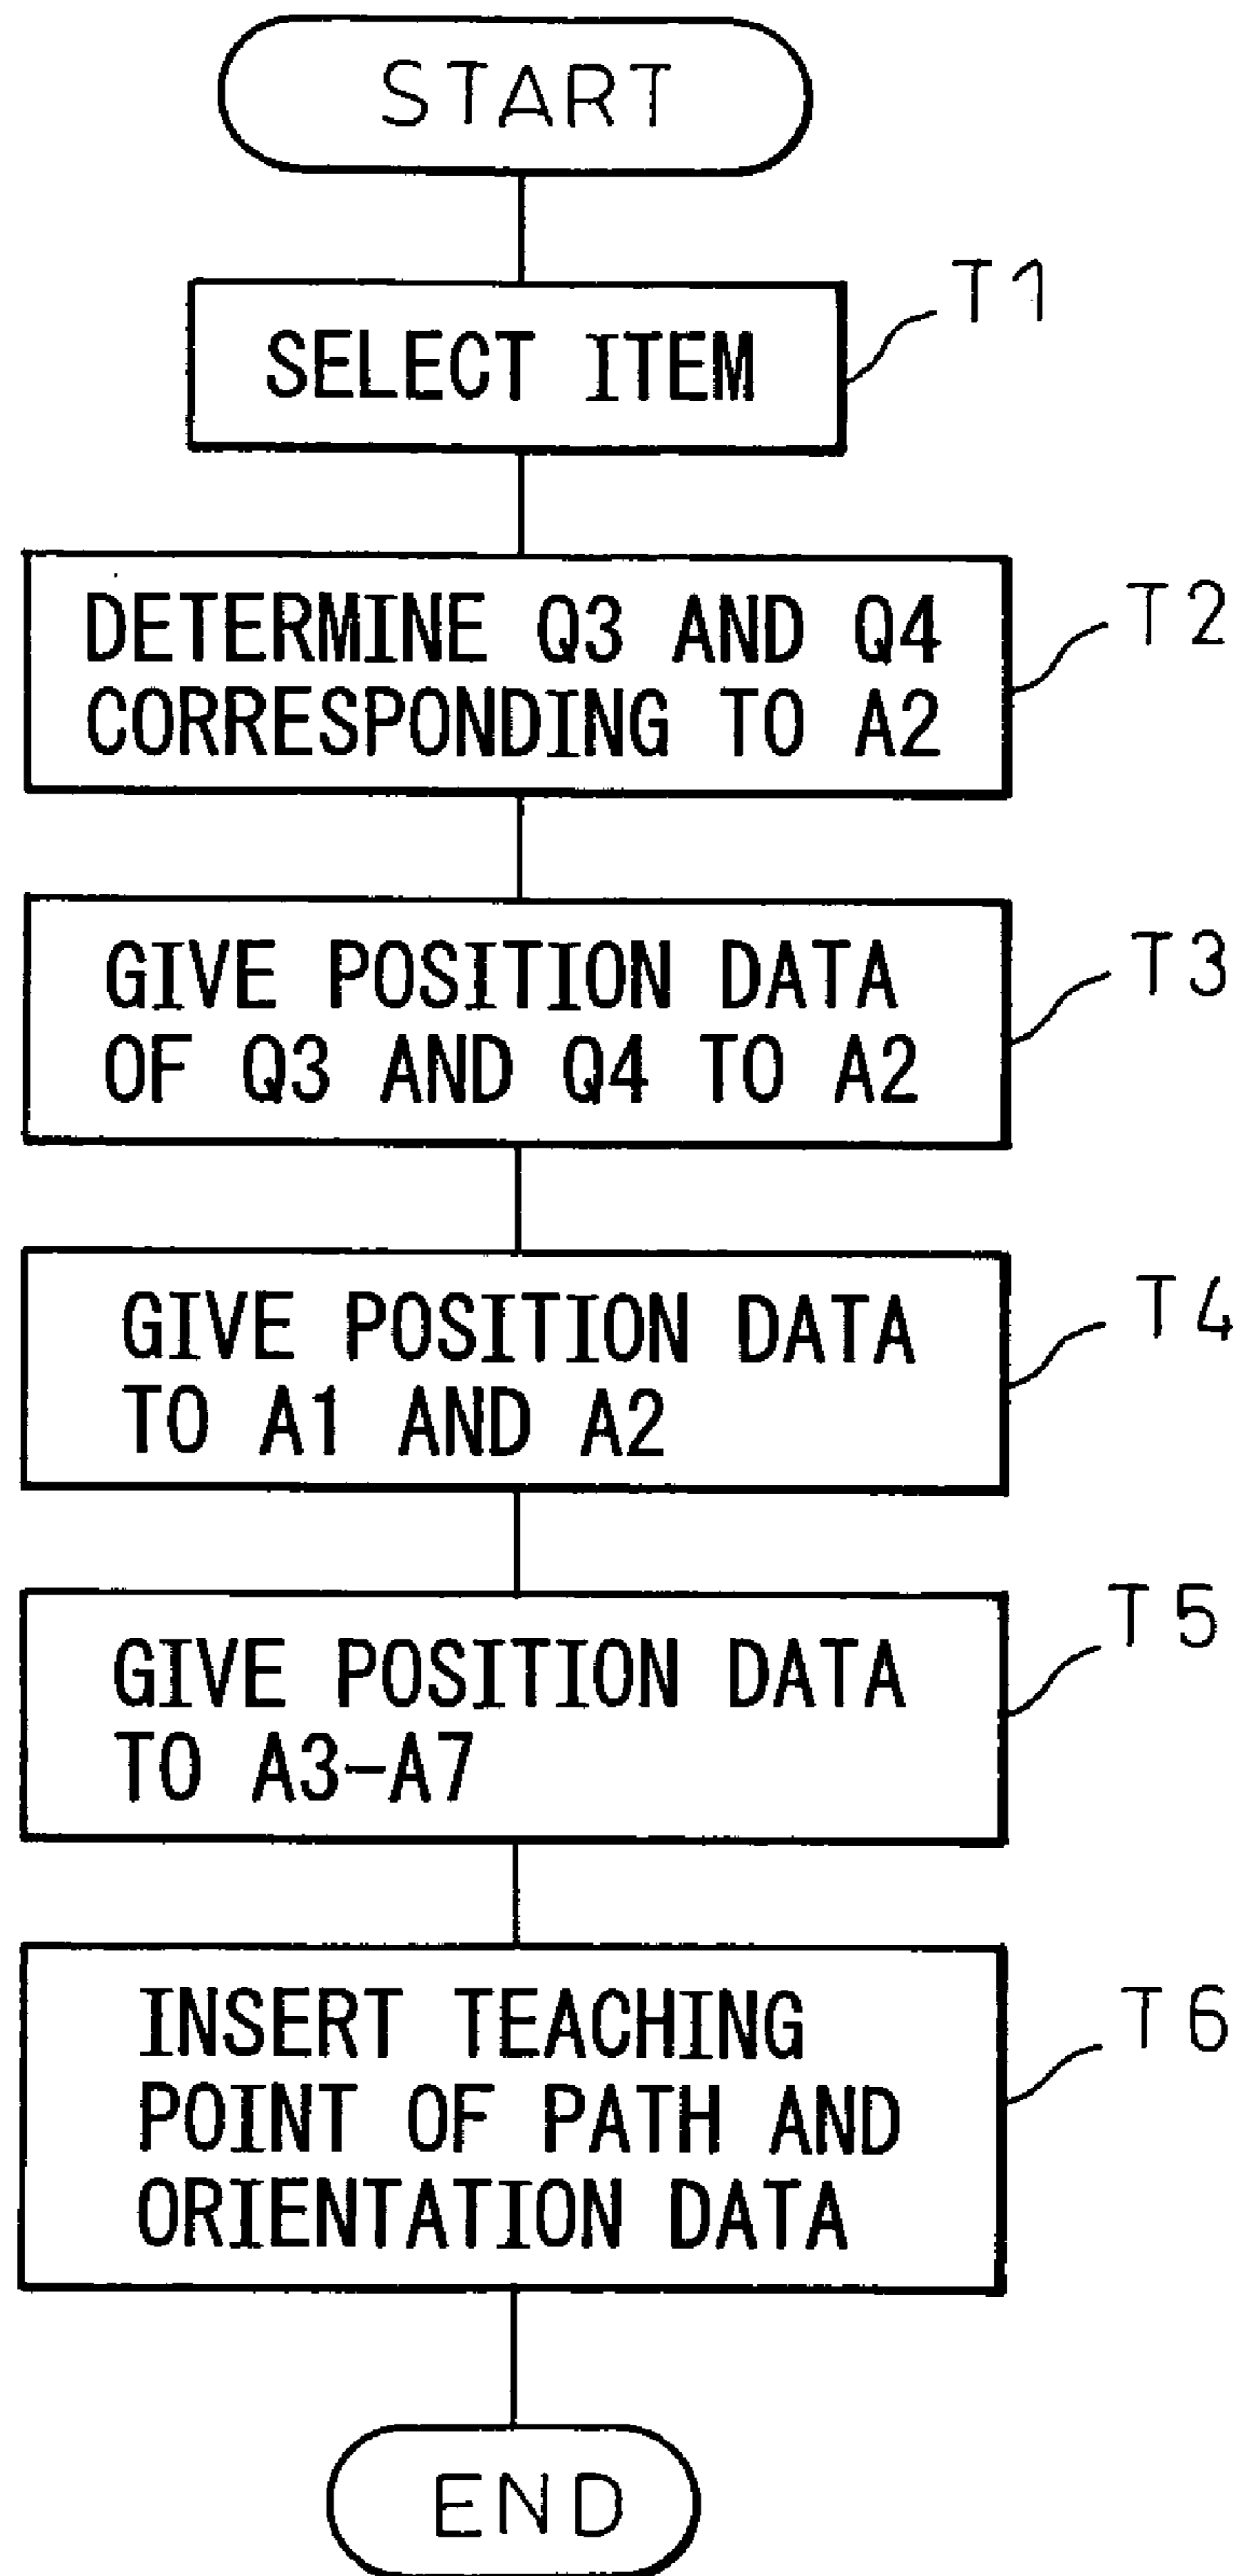 START
T1
SELECT ITEM
T2
DETERMINE Q3 AND Q4
CORRESPONDING TO A2
T3
GIVE POSITION DATA
OF Q3 AND Q4 TO A2
T4
GIVE POSITION DATA
TO A1 AND A2
T5
GIVE POSITION DATA
TO A3-A7
T6
INSERT TEACHING
POINT OF PATH AND
ORIENTATION DATA
END